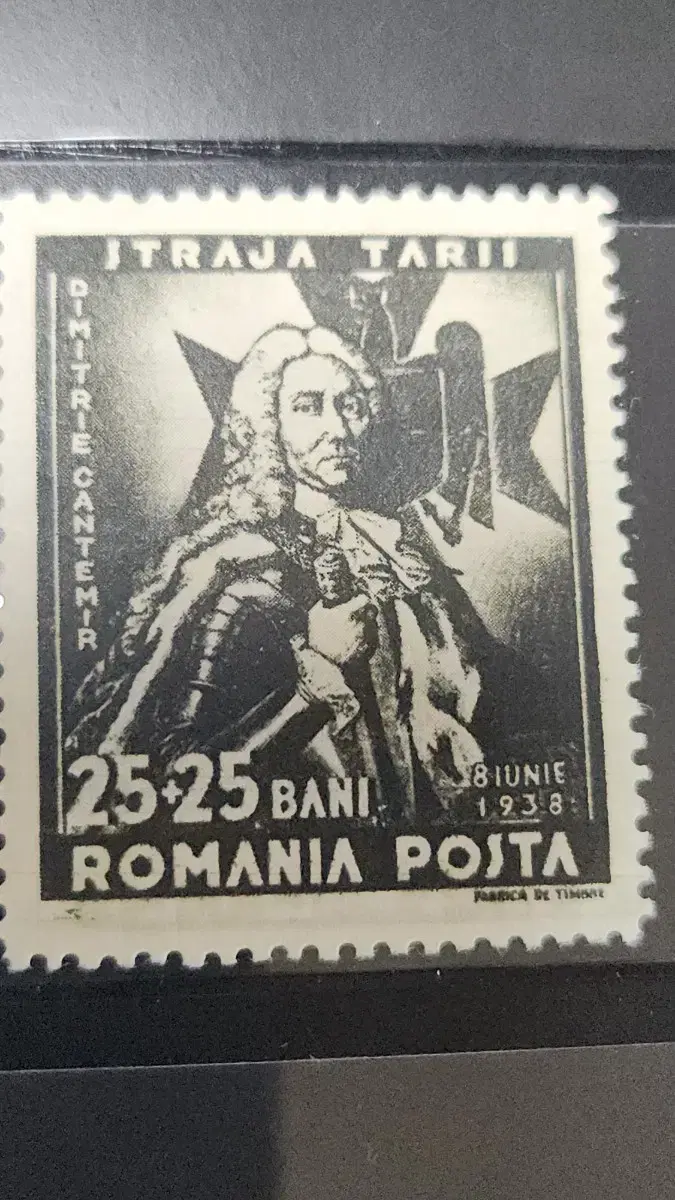 STRAJA TARII
DIMITRIE CANTEMIR
25+25 BANI
8 IUNIE
1938
ROMANIA POSTA
FABRICA DE TIMBRE